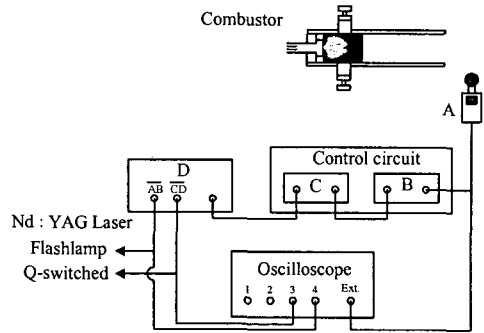 Combustor
A
Control circuit
D
C
B
AB CD
Nd : YAG Laser
Flashlamp
Q-switched
Oscilloscope
1 2 3 4 Ext.